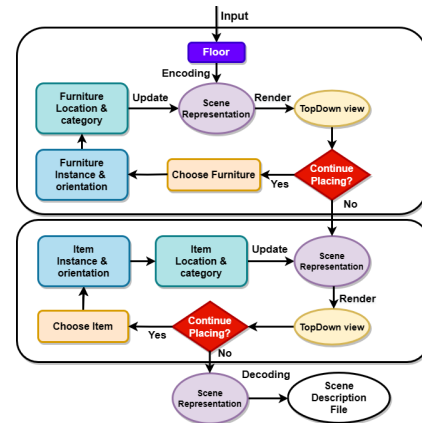 Input
Floor
Encoding
Furniture
Location &
category
Update
Scene
Representation
Render
TopDown view
Furniture
Instance &
orientation
Choose Furniture
Yes
Continue
Placing?
No
Item
Instance &
orientation
Item
Location &
category
Update
Scene
Representation
Render
Choose Item
Yes
Continue
Placing?
TopDown view
No
Scene
Representation
Decoding
Scene
Description
File